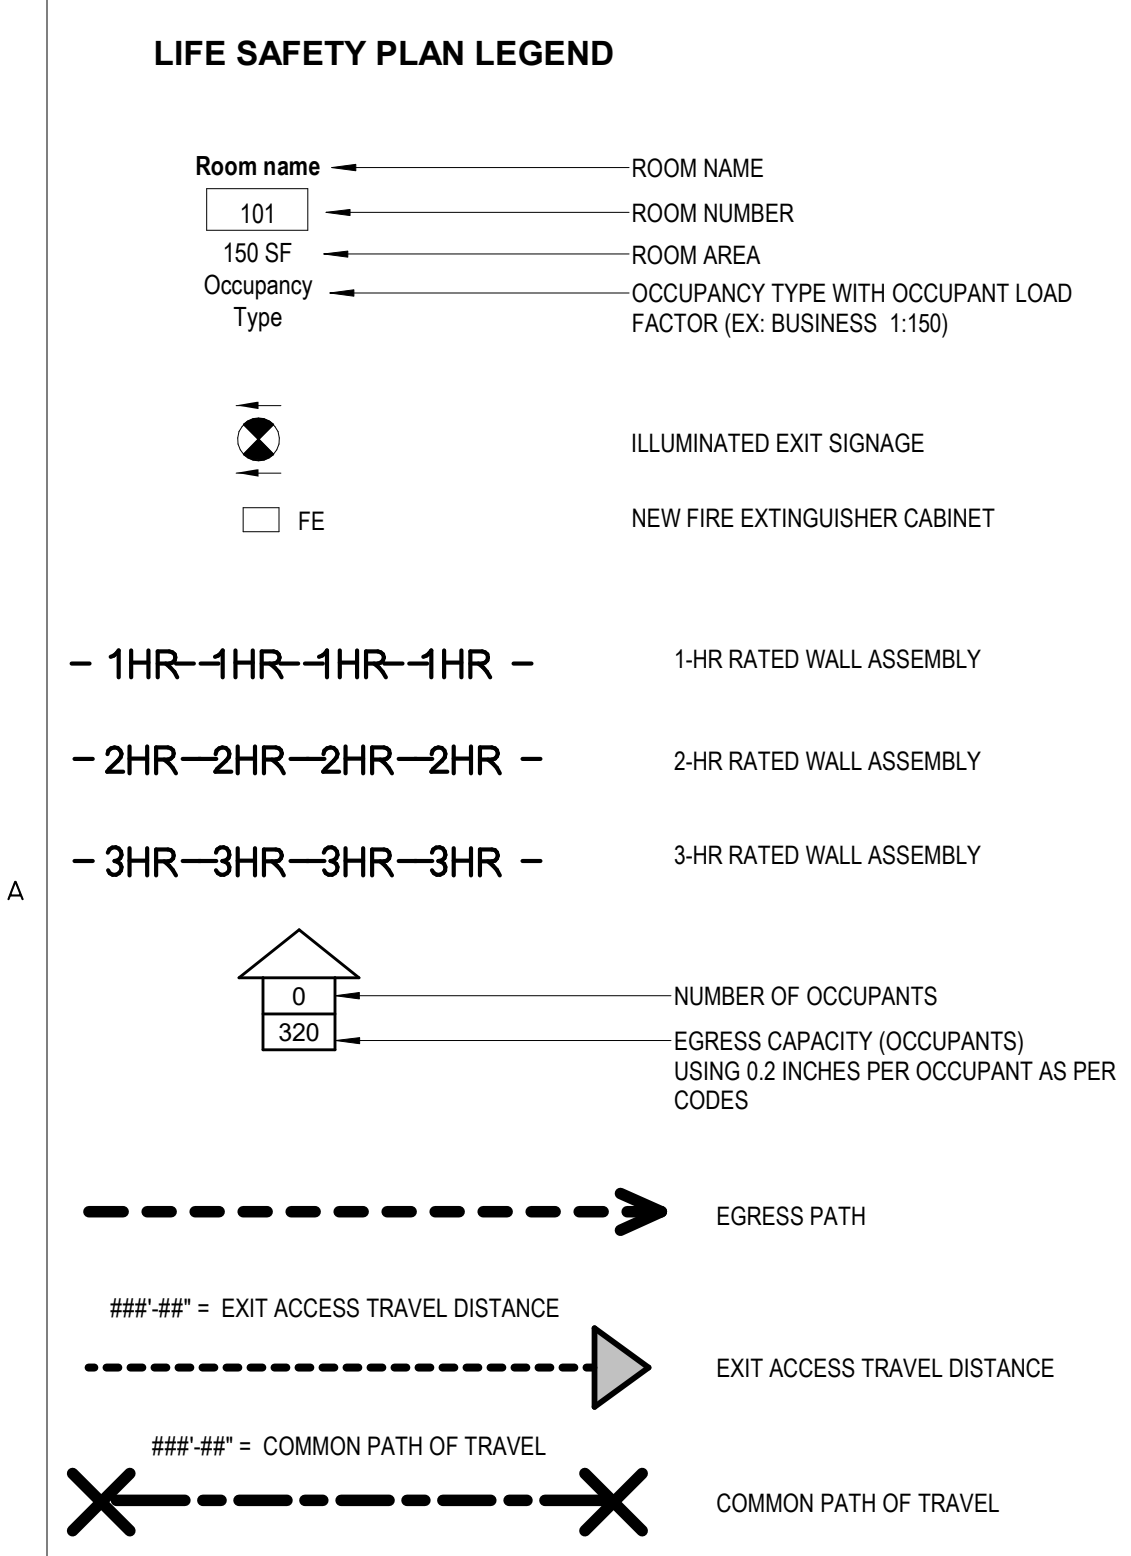 LIFE SAFETY PLAN LEGEND
Room name
ROOM NAME
101
ROOM NUMBER
150 SF
ROOM AREA
Occupancy
Type
OCCUPANCY TYPE WITH OCCUPANT LOAD
FACTOR (EX: BUSINESS 1:150)
ILLUMINATED EXIT SIGNAGE
FE
NEW FIRE EXTINGUISHER CABINET
- 1HR--1HR--1HR--1HR -
1-HR RATED WALL ASSEMBLY
- 2HR—2HR—2HR—2HR -
2-HR RATED WALL ASSEMBLY
- 3HR—3HR—3HR—3HR -
3-HR RATED WALL ASSEMBLY
A
0
NUMBER OF OCCUPANTS
320
EGRESS CAPACITY (OCCUPANTS)
USING 0.2 INCHES PER OCCUPANT AS PER
CODES
EGRESS PATH
###'-##" = EXIT ACCESS TRAVEL DISTANCE
EXIT ACCESS TRAVEL DISTANCE
###'-##" = COMMON PATH OF TRAVEL
COMMON PATH OF TRAVEL